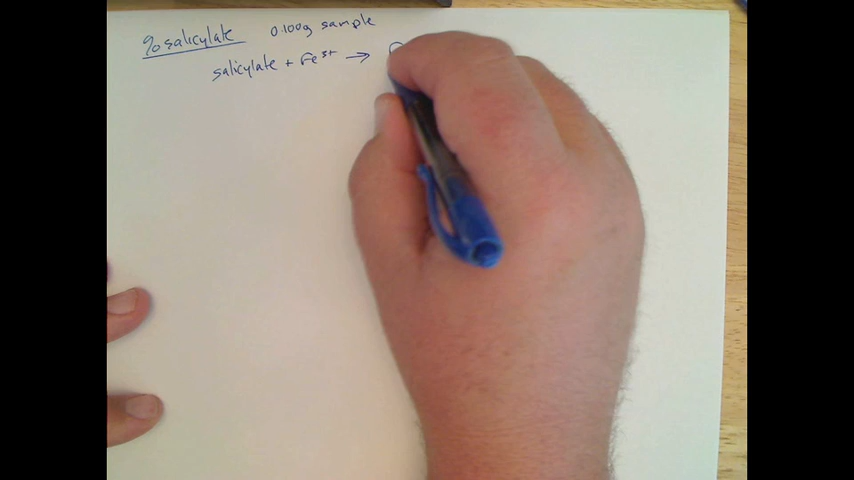 % salicylate 0.100g sample
salicylate + Fe³⁺ →